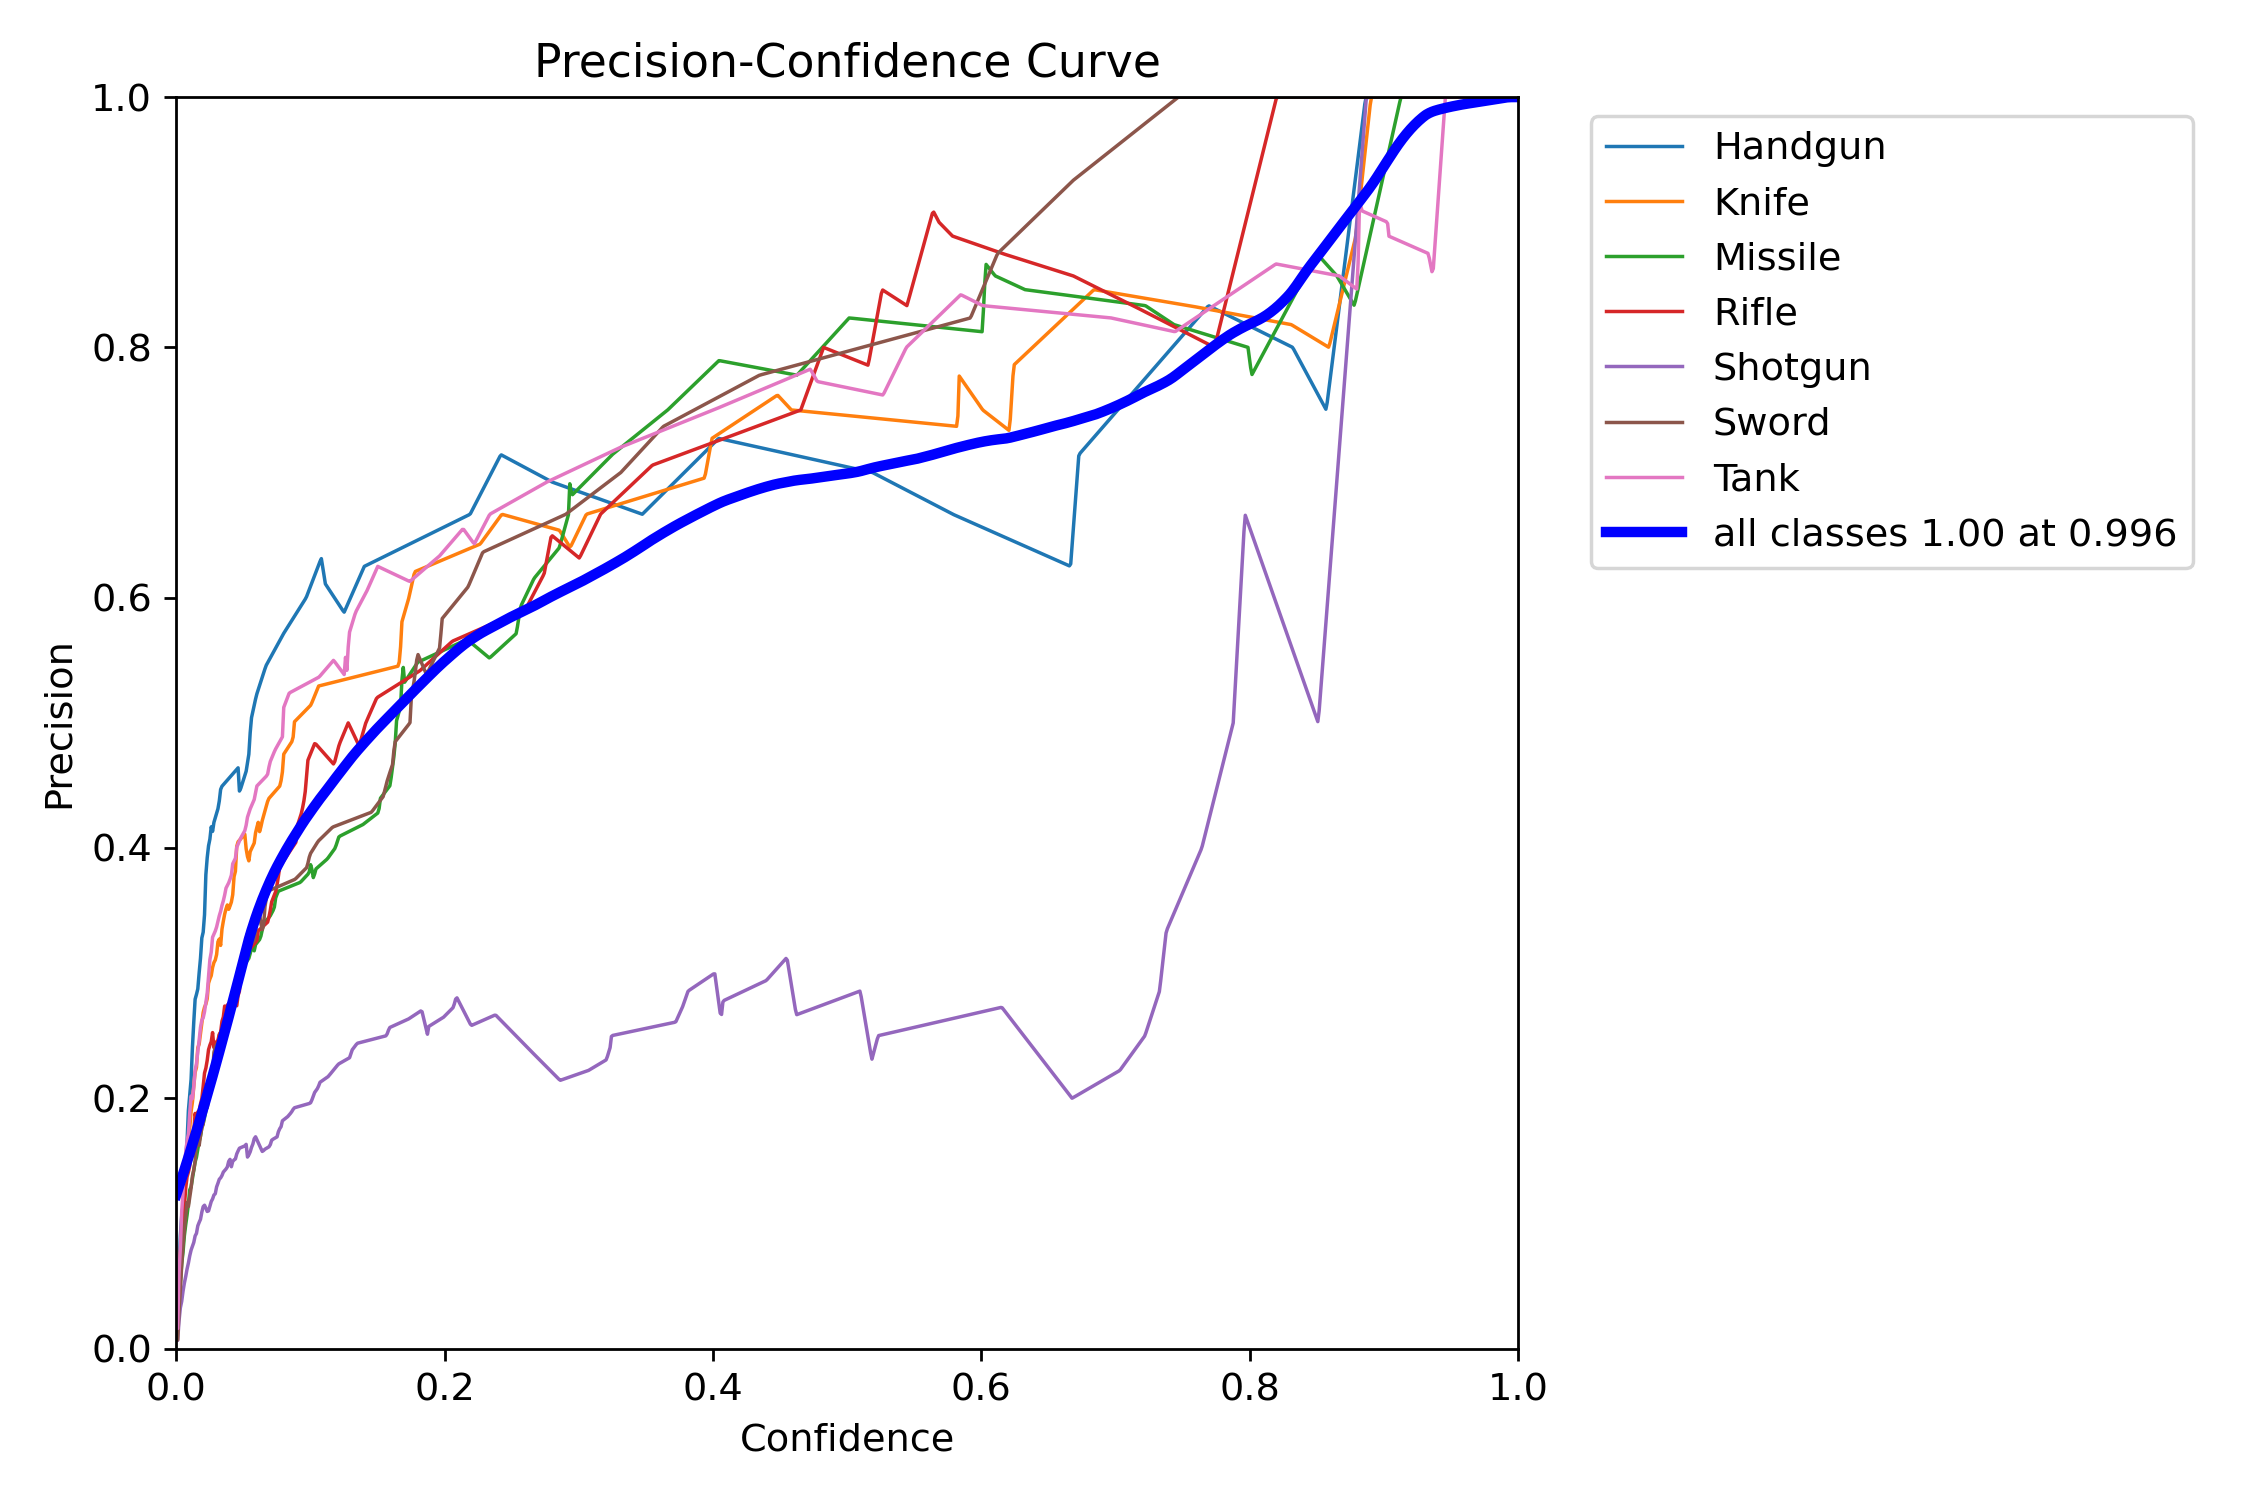 Precision-Confidence Curve
1.0
0.8
0.6
0.4
0.2
0.0
Precision
0.0 0.2 0.4 0.6 0.8 1.0
Confidence
Handgun
Knife
Missile
Rifle
Shotgun
Sword
Tank
all classes 1.00 at 0.996